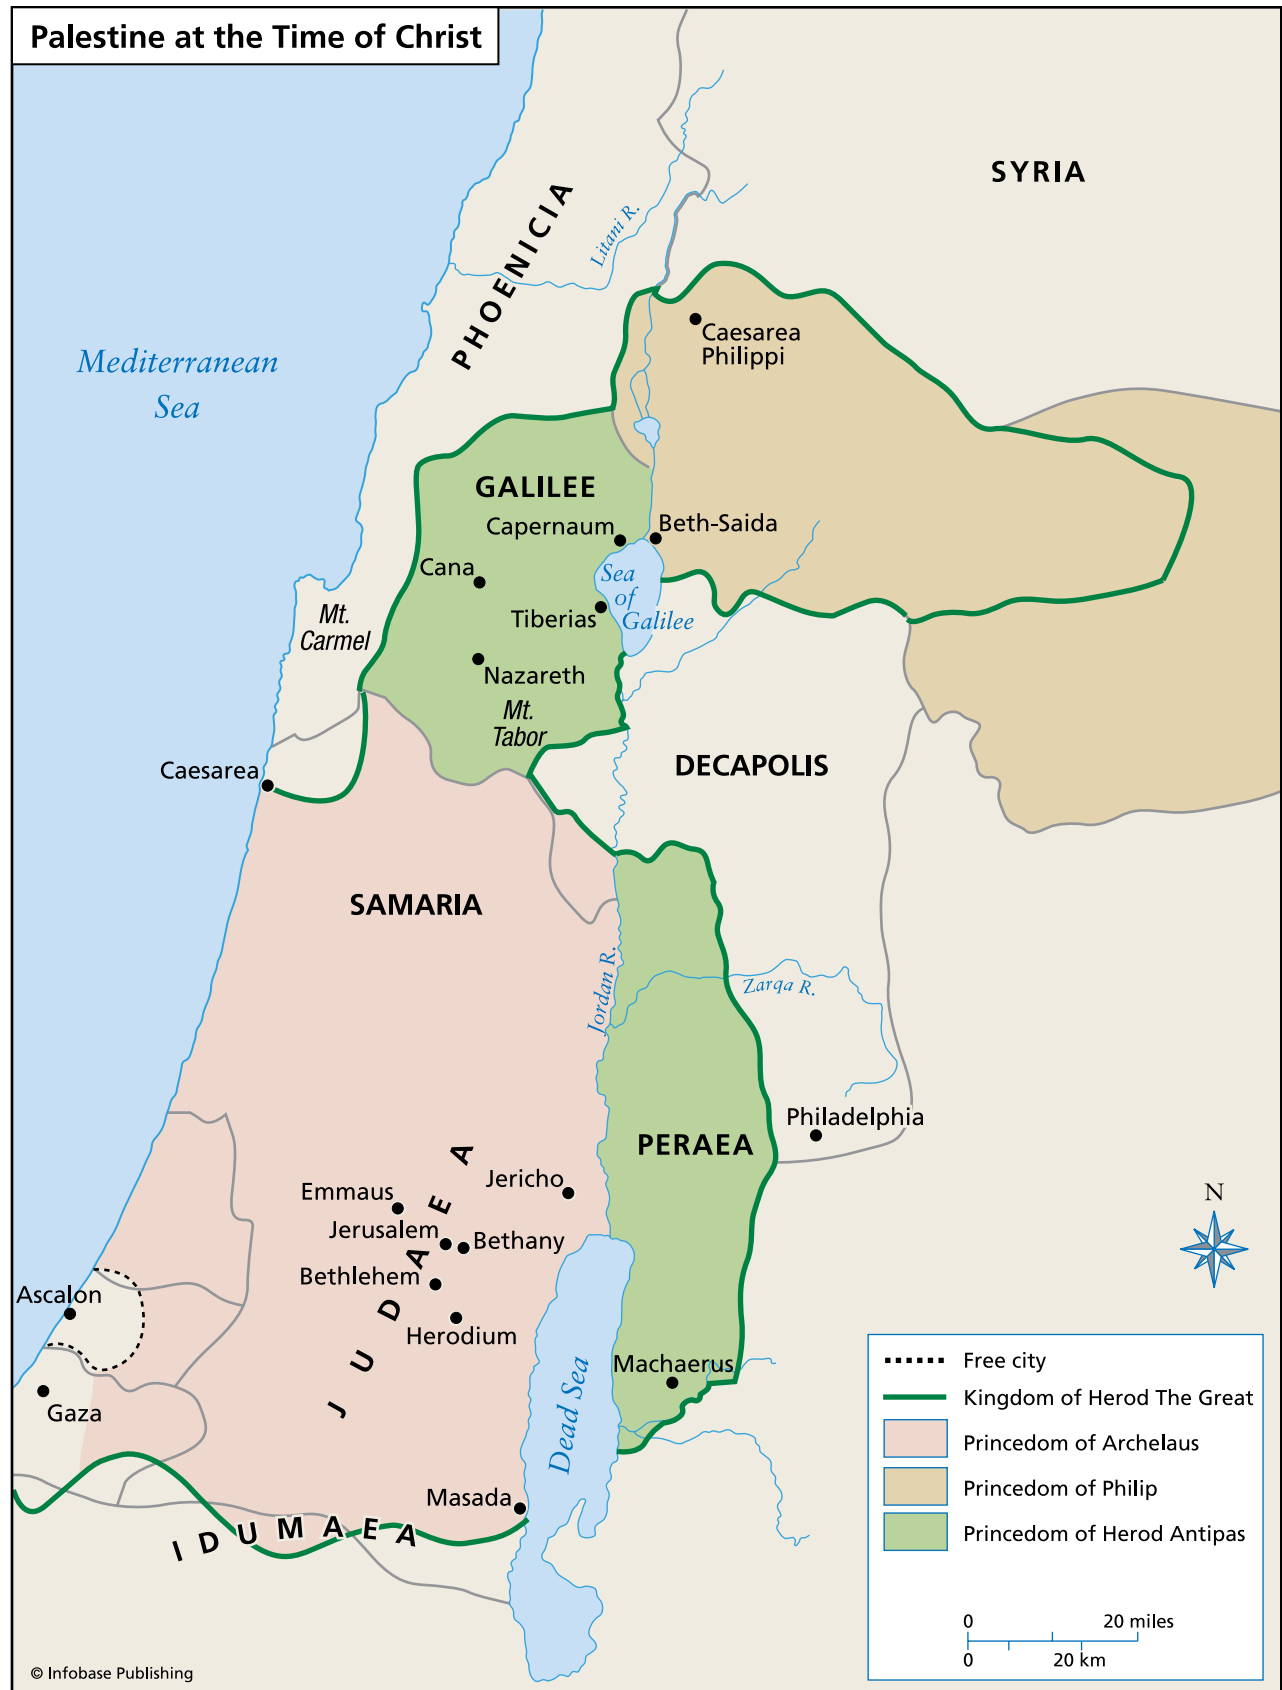 Palestine at the Time of Christ
SYRIA
PHOENICIA
Litani R.
Mediterranean
Sea
Caesarea
Philippi
GALILEE
Capernaum
Beth-Saida
Cana
Sea
of
Galilee
Tiberias
Mt.
Carmel
Nazareth
Mt.
Tabor
DECAPOLIS
Caesarea
SAMARIA
Jordan R.
Zarqa R.
Philadelphia
PERAEA
JUDAEA
Jericho
Emmaus
Jerusalem
Bethany
Bethlehem
Herodium
Ascalon
Gaza
Machaerus
Dead Sea
Masada
IDUMAEA
N
Free city
Kingdom of Herod The Great
Princedom of Archelaus
Princedom of Philip
Princedom of Herod Antipas
0 20 miles
0 20 km
© Infobase Publishing